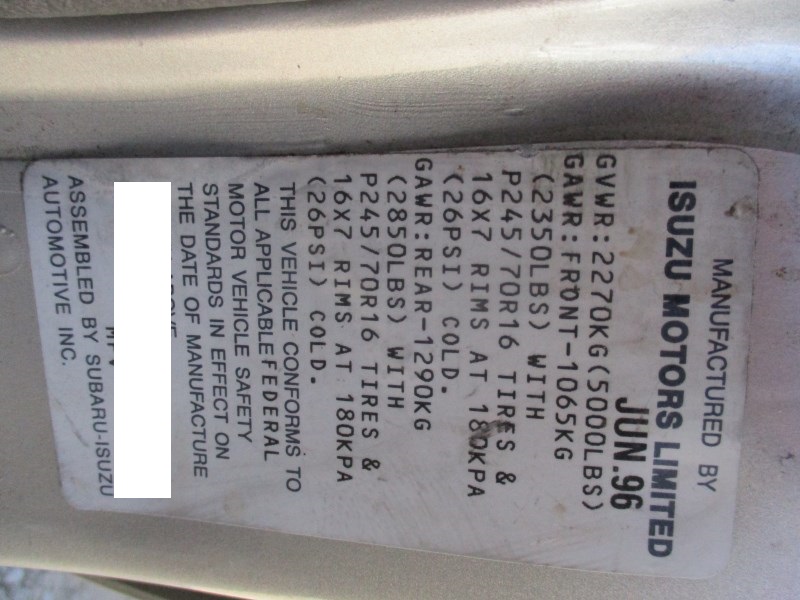 MANUFACTURED BY
ISUZU MOTORS LIMITED
JUN.96
GVWR:2270KG(5000LBS)
GAWR:FRONT-1065KG
(2350LBS) WITH
P245/70R16 TIRES &
16X7 RIMS AT 180KPA
(26PSI) COLD.
GAWR:REAR-1290KG
(2850LBS) WITH
P245/70R16 TIRES &
16X7 RIMS AT 180KPA
(26PSI) COLD.
THIS VEHICLE CONFORMS TO
ALL APPLICABLE FEDERAL
MOTOR VEHICLE SAFETY
STANDARDS IN EFFECT ON
THE DATE OF MANUFACTURE
ASSEMBLED BY SUBARU-ISUZU
AUTOMOTIVE INC.